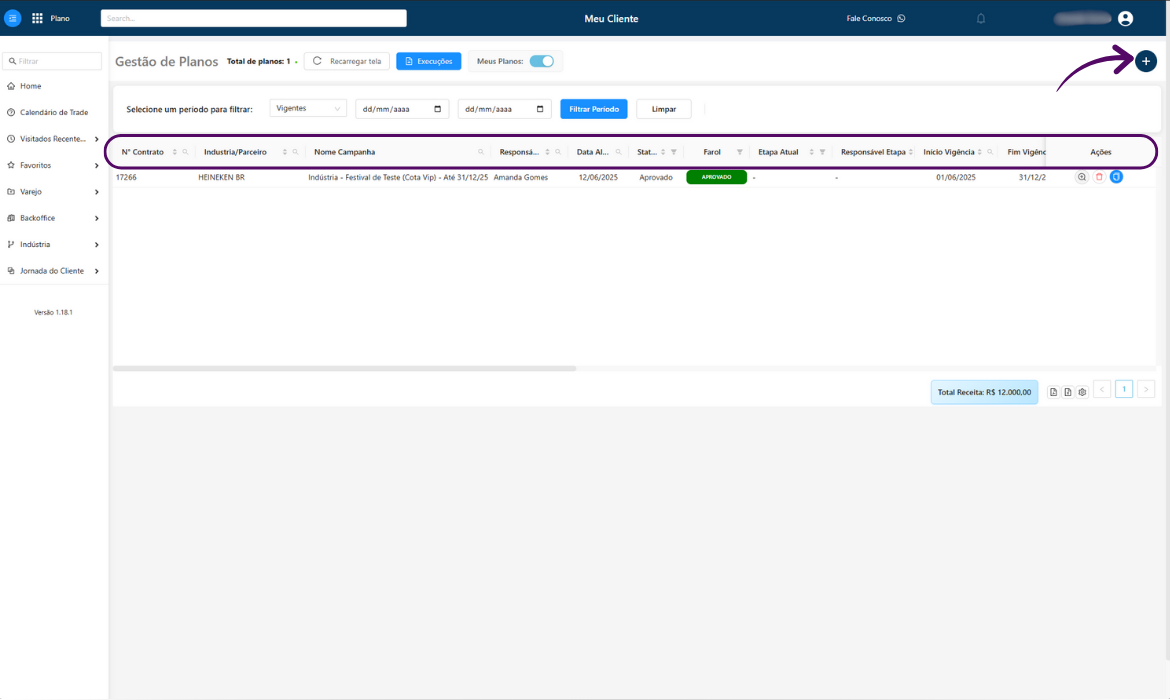 Plano Search... Meu Cliente Fale Conosco
Filtrar
Gestão de Planos Total de planos: 1 Recarregar tela Execuções Meus Planos:
Home
Calendário de Trade
Visitados Recente...
Favoritos
Varejo
Backoffice
Indústria
Jornada do Cliente
Versão 1.18.1
Selecione um periodo para filtrar: Vigentes dd/mm/aaaa dd/mm/aaaa Filtrar Periodo Limpar
N° Contrato Industria/Parceiro Nome Campanha Responsá... Data Al... Stat... Farol Etapa Atual Responsável Etapa Início Vigência Fim Vigênc Ações
17266 HEINEKEN BR Indústria - Festival de Teste (Cota Vip) - Até 31/12/25 Amanda Gomes 12/06/2025 Aprovado APROVADO - - 01/06/2025 31/12/2
Total Receita: R$ 12.000,00 < 1 >